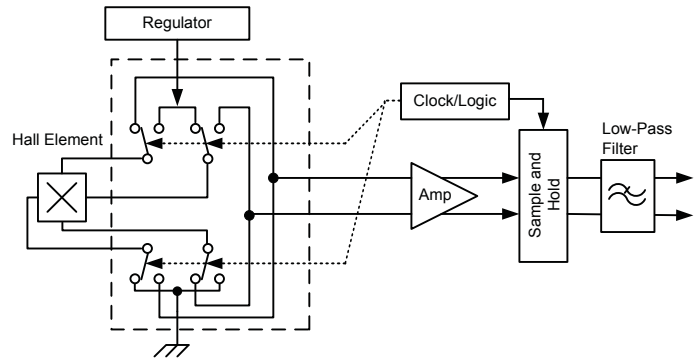 Regulator
Clock/Logic
Hall Element
Low-Pass
Filter
Amp
Sample and
Hold